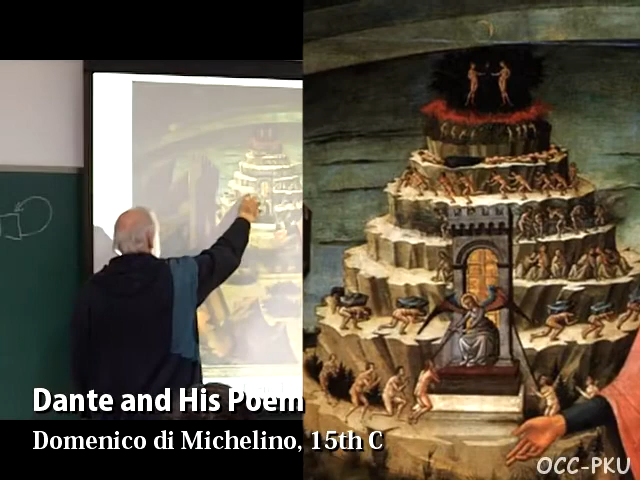 Dante and His Poem
Domenico di Michelino, 15th C
OCC-PKU